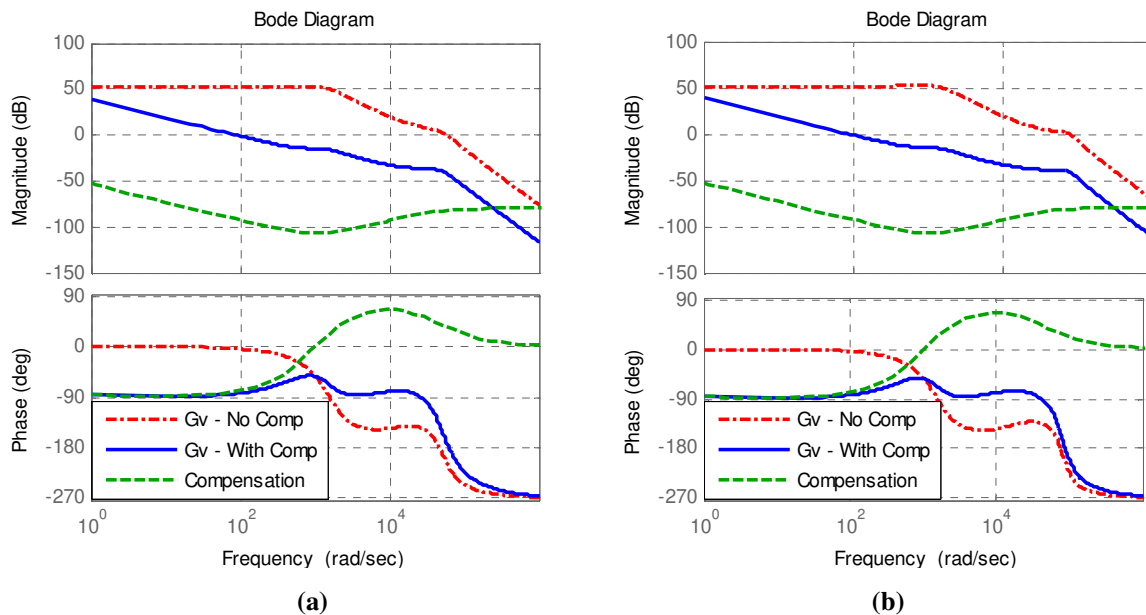 Bode Diagram
100
50
0
-50
-100
-150
Magnitude (dB)
90
0
-90
-180
-270
Phase (deg)
Gv - No Comp
Gv - With Comp
Compensation
10^0
10^2
10^4
Frequency (rad/sec)
(a)
Bode Diagram
100
50
0
-50
-100
-150
Magnitude (dB)
90
0
-90
-180
-270
Phase (deg)
Gv - No Comp
Gv - With Comp
Compensation
10^0
10^2
10^4
Frequency (rad/sec)
(b)